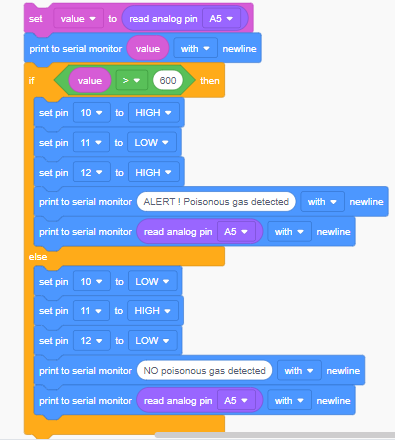 set value to read analog pin A5
print to serial monitor value with newline
if value > 600 then
set pin 10 to HIGH
set pin 11 to LOW
set pin 12 to HIGH
print to serial monitor ALERT ! Poisonous gas detected with newline
print to serial monitor read analog pin A5 with newline
else
set pin 10 to LOW
set pin 11 to HIGH
set pin 12 to LOW
print to serial monitor NO poisonous gas detected with newline
print to serial monitor read analog pin A5 with newline